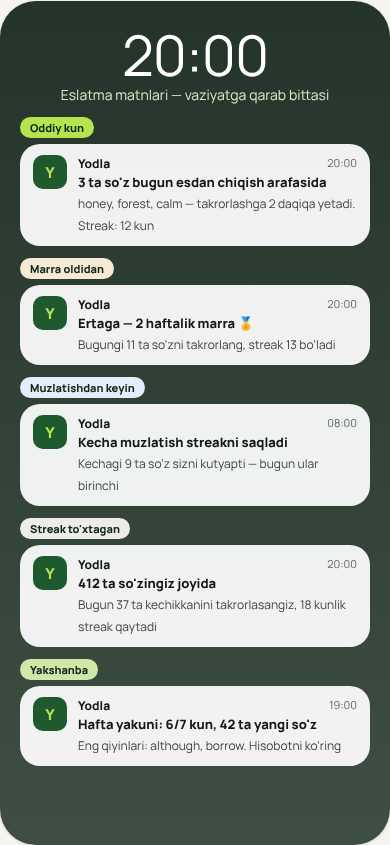 20:00
Eslatma matnlari — vaziyatga qarab bittasi
Oddiy kun
Y
Yodla 20:00
3 ta so'z bugun esdan chiqish arafasida
honey, forest, calm — takrorlashga 2 daqiqa yetadi.
Streak: 12 kun
Marra oldidan
Y
Yodla 20:00
Ertaga — 2 haftalik marra 🏅
Bugungi 11 ta so'zni takrorlang, streak 13 bo'ladi
Muzlatishdan keyin
Y
Yodla 08:00
Kecha muzlatish streakni saqladi
Kechagi 9 ta so'z sizni kutyapti — bugun ular
birinchi
Streak to'xtagan
Y
Yodla 20:00
412 ta so'zingiz joyida
Bugun 37 ta kechikkanini takrorlasangiz, 18 kunlik
streak qaytadi
Yakshanba
Y
Yodla 19:00
Hafta yakuni: 6/7 kun, 42 ta yangi so'z
Eng qiyinlari: although, borrow. Hisobotni ko'ring